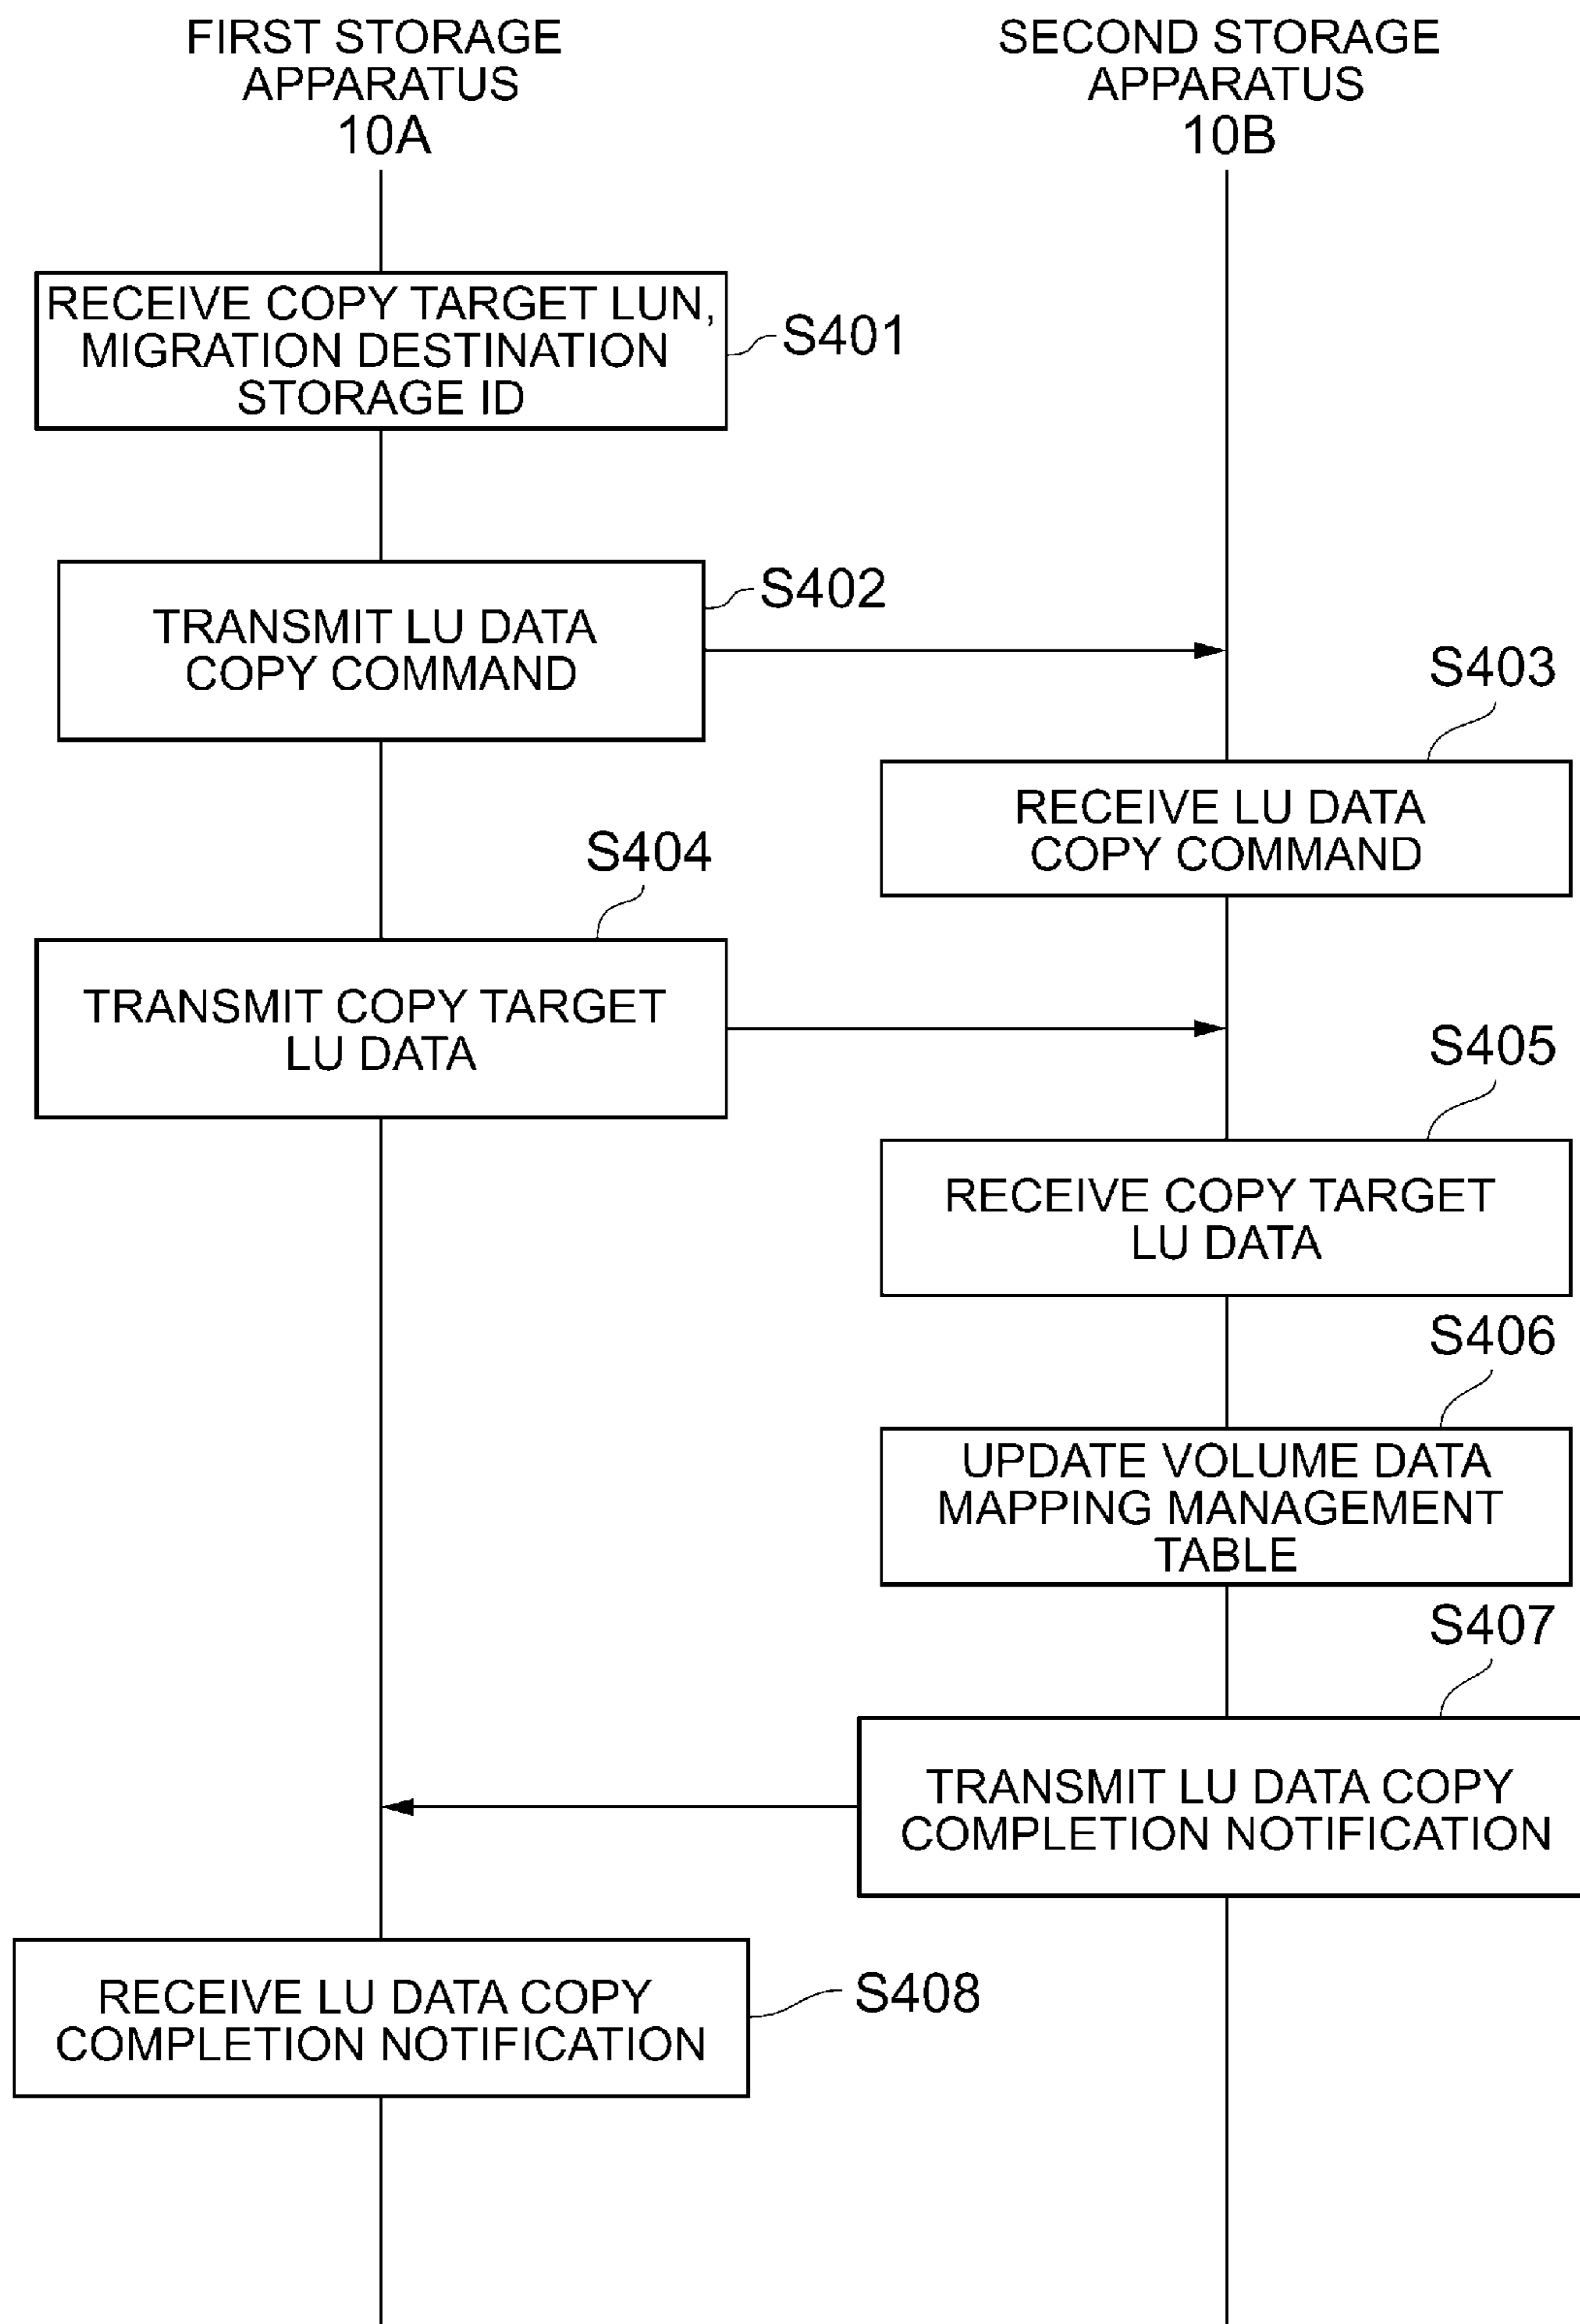 FIRST STORAGE
APPARATUS
10A
SECOND STORAGE
APPARATUS
10B
RECEIVE COPY TARGET LUN,
MIGRATION DESTINATION
STORAGE ID
S401
TRANSMIT LU DATA
COPY COMMAND
S402
S403
RECEIVE LU DATA
COPY COMMAND
S404
TRANSMIT COPY TARGET
LU DATA
S405
RECEIVE COPY TARGET
LU DATA
S406
UPDATE VOLUME DATA
MAPPING MANAGEMENT
TABLE
S407
TRANSMIT LU DATA COPY
COMPLETION NOTIFICATION
RECEIVE LU DATA COPY
COMPLETION NOTIFICATION
S408